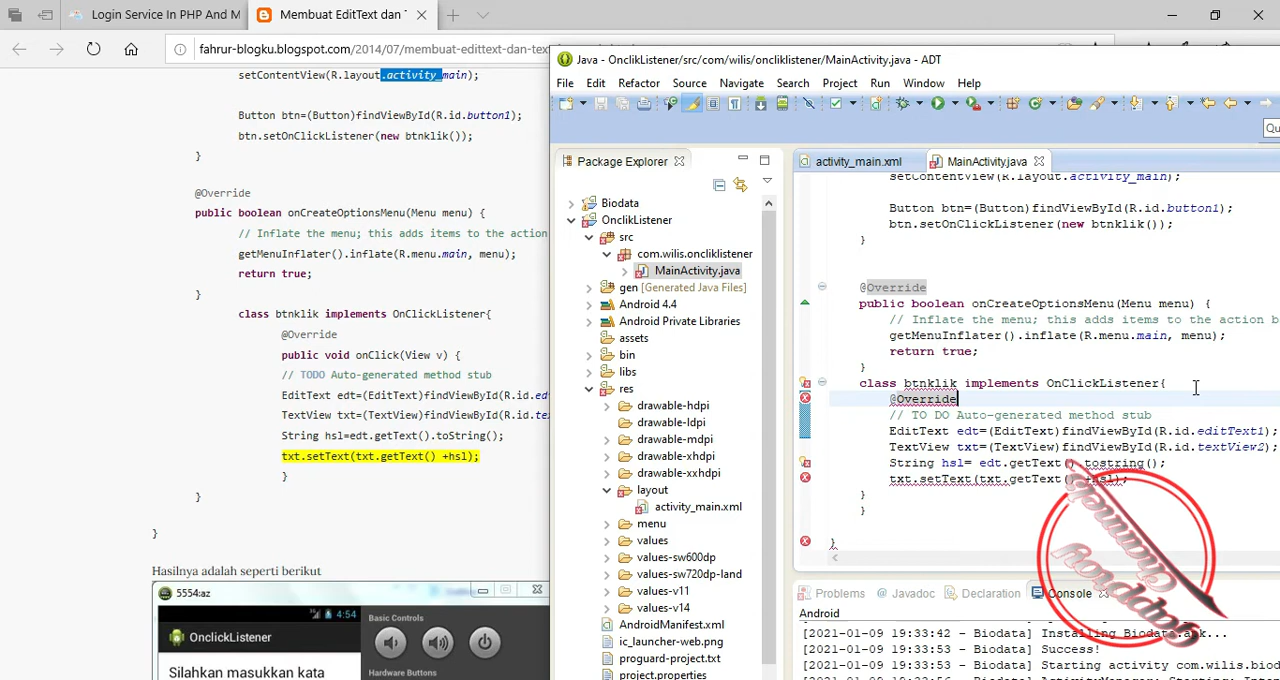 Login Service In PHP And M
Membuat EditText dan
fahrur-blogku.blogspot.com/2014/07/membuat-edittext-dan-tex
setContentView(R.layout.activity_main);
Button btn=(Button)findViewById(R.id.button1);
btn.setOnClickListener(new btnklik());
}
@Override
public boolean onCreateOptionsMenu(Menu menu) {
// Inflate the menu; this adds items to the action
getMenuInflater().inflate(R.menu.main, menu);
return true;
}
class btnklik implements OnClickListener{
@Override
public void onClick(View v) {
// TODO Auto-generated method stub
EditText edt=(EditText)findViewById(R.id.ed
TextView txt=(TextView)findViewById(R.id.te
String hsl=edt.getText().toString();
txt.setText(txt.getText() +hsl);
}
}
}
Hasilnya adalah seperti berikut
5554:az
4:54
OnclickListener
Silahkan masukkan kata
Basic Controls
Hardware Buttons
Java - OnclikListener/src/com/wilis/oncliklistener/MainActivity.java - ADT
File Edit Refactor Source Navigate Search Project Run Window Help
Qu
Package Explorer
Biodata
OnclikListener
src
com.wilis.oncliklistener
MainActivity.java
gen [Generated Java Files]
Android 4.4
Android Private Libraries
assets
bin
libs
res
drawable-hdpi
drawable-ldpi
drawable-mdpi
drawable-xhdpi
drawable-xxhdpi
layout
activity_main.xml
menu
values
values-sw600dp
values-sw720dp-land
values-v11
values-v14
AndroidManifest.xml
ic_launcher-web.png
proguard-project.txt
project.properties
activity_main.xml
MainActivity.java
setContentView(R.layout.activity_main);
Button btn=(Button)findViewById(R.id.button1);
btn.setOnClickListener(new btnklik());
}
@Override
public boolean onCreateOptionsMenu(Menu menu) {
// Inflate the menu; this adds items to the action b
getMenuInflater().inflate(R.menu.main, menu);
return true;
}
class btnklik implements OnClickListener{
@Override
// TO DO Auto-generated method stub
EditText edt=(EditText)findViewById(R.id.editText1);
TextView txt=(TextView)findViewById(R.id.textView2);
String hsl= edt.getText().tostring();
txt.setText(txt.getText() +hsl);
}
}
}
Problems
Javadoc
Declaration
Console
Android
[2021-01-09 19:33:42 - Biodata] Installing Biodata.apk...
[2021-01-09 19:33:53 - Biodata] Success!
[2021-01-09 19:33:53 - Biodata] Starting activity com.wilis.bi